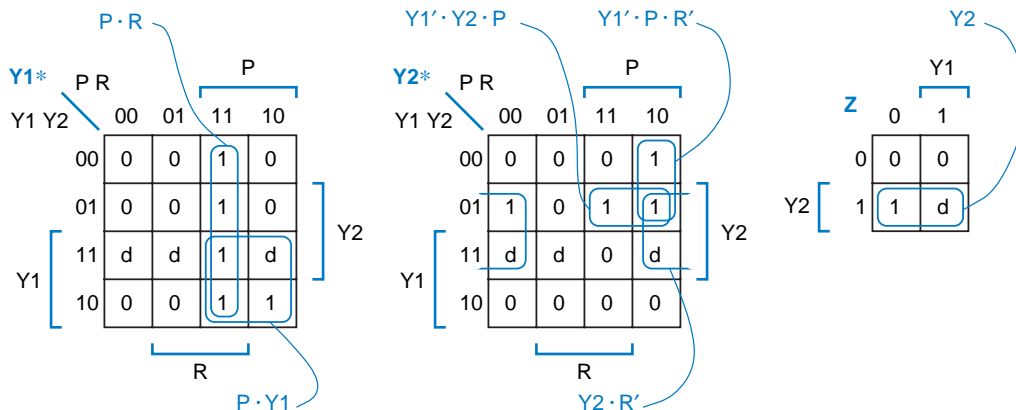 P · R
Y1* P R
Y1 Y2 00 01 11 10
P
00 0 0 1 0
01 0 0 1 0
11 d d 1 d
10 0 0 1 1
Y1
Y2
R
P · Y1
Y1′ · Y2 · P
Y1′ · P · R′
Y2* P R
Y1 Y2 00 01 11 10
P
00 0 0 0 1
01 1 0 1 1
11 d d 0 d
10 0 0 0 0
Y1
Y2
R
Y2 · R′
Y2
Y1
Z 0 1
0 0 0
Y2 1 1 d